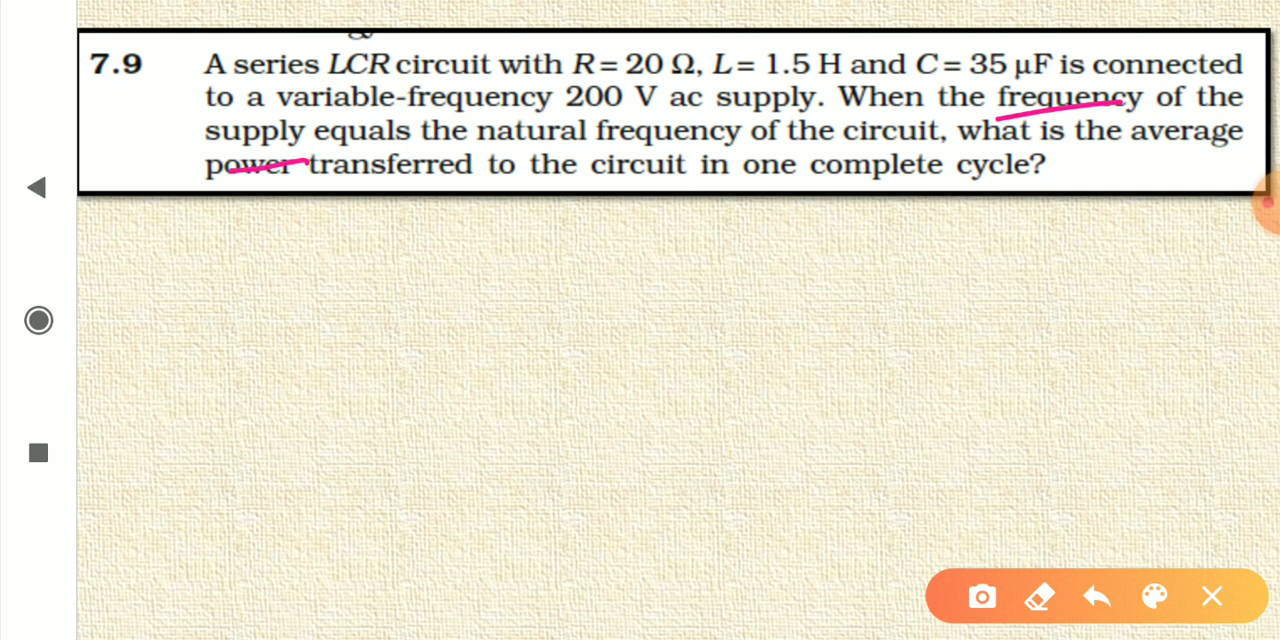 7.9 A series LCR circuit with R = 20 Ω, L = 1.5 H and C = 35 μF is connected
to a variable-frequency 200 V ac supply. When the frequency of the
supply equals the natural frequency of the circuit, what is the average
power transferred to the circuit in one complete cycle?